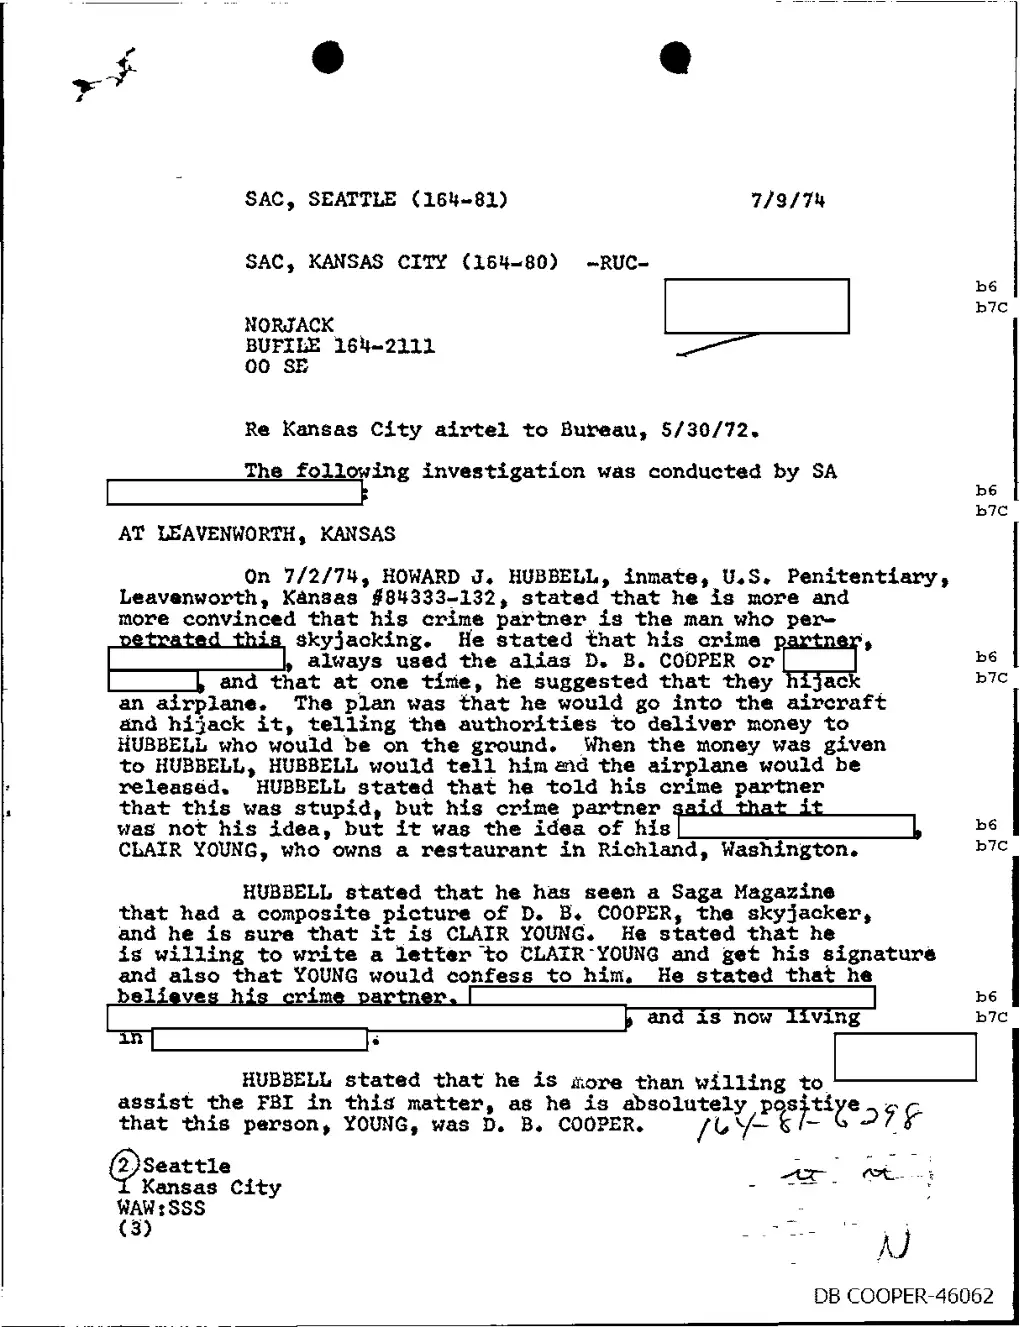 SAC, SEATTLE (164-81) 7/9/74
SAC, KANSAS CITY (164-80) -RUC-
b6
b7C
NORJACK
BUFILE 164-2111
OO SE
Re Kansas City airtel to Bureau, 5/30/72.
The following investigation was conducted by SA
:
b6
b7C
AT LEAVENWORTH, KANSAS
On 7/2/74, HOWARD J. HUBBELL, inmate, U.S. Penitentiary,
Leavenworth, Kansas #84333-132, stated that he is more and
more convinced that his crime partner is the man who per-
petrated this skyjacking. He stated that his crime partner,
, always used the alias D. B. COOPER or b6
, and that at one time, he suggested that they hijack b7C
an airplane. The plan was that he would go into the aircraft
and hijack it, telling the authorities to deliver money to
HUBBELL who would be on the ground. When the money was given
to HUBBELL, HUBBELL would tell him and the airplane would be
released. HUBBELL stated that he told his crime partner
that this was stupid, but his crime partner said that it
was not his idea, but it was the idea of his , b6
CLAIR YOUNG, who owns a restaurant in Richland, Washington. b7C
HUBBELL stated that he has seen a Saga Magazine
that had a composite picture of D. B. COOPER, the skyjacker,
and he is sure that it is CLAIR YOUNG. He stated that he
is willing to write a letter to CLAIR YOUNG and get his signature
and also that YOUNG would confess to him. He stated that he
believes his crime partner, b6
, and is now living b7C
in .
HUBBELL stated that he is more than willing to
assist the FBI in this matter, as he is absolutely positive
that this person, YOUNG, was D. B. COOPER. 164-81-6298
2 Seattle
1 Kansas City
WAW:SSS
(3)
N
DB COOPER-46062